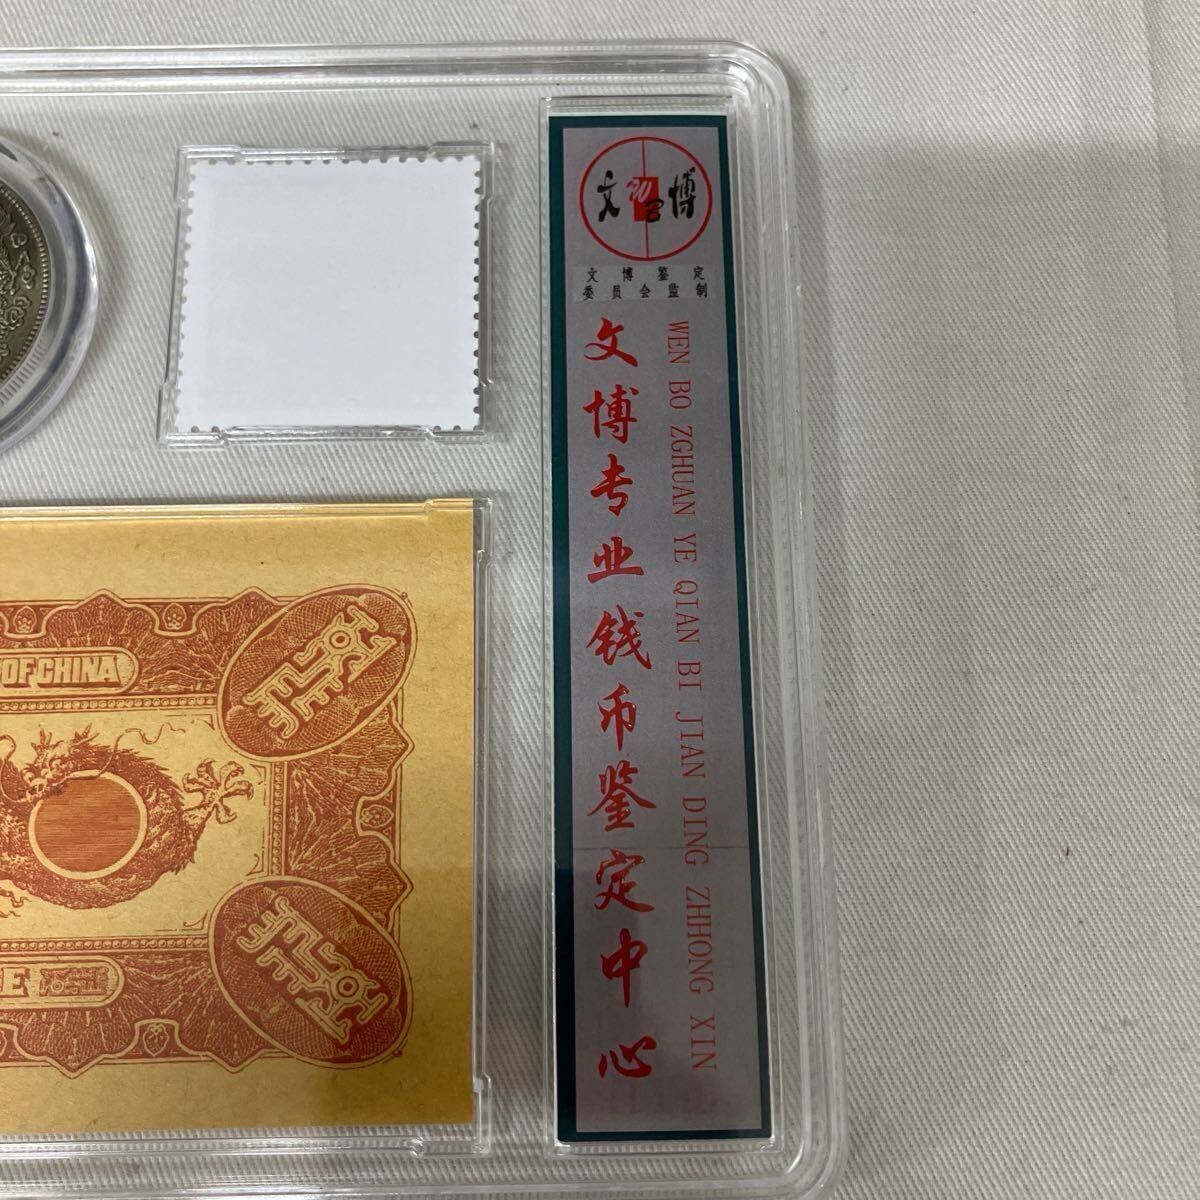 文博
文博鉴定
委员会监制
文博专业钱币鉴定中心
WEN BO ZGHUAN YE QIAN BI JIAN DING ZHHONG XIN
OF CHINA
E